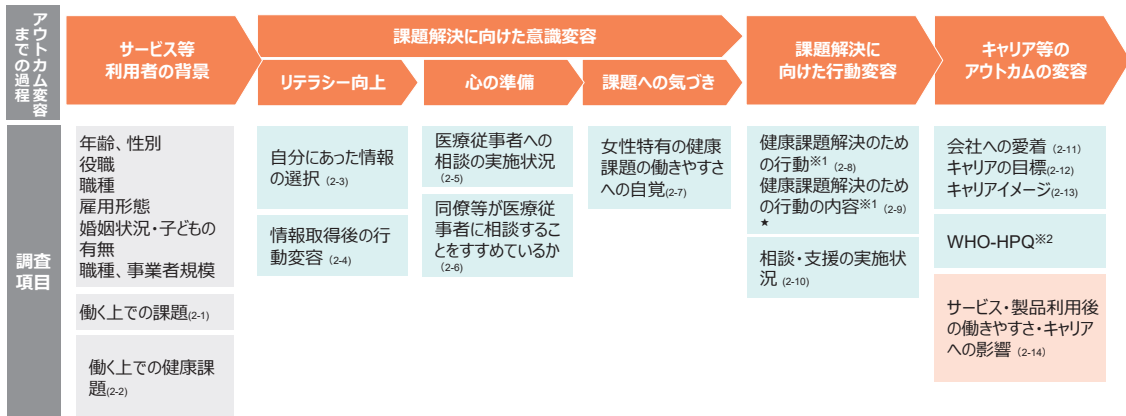 アウトカム変容
までの過程
サービス等
利用者の背景
課題解決に向けた意識変容
リテラシー向上
心の準備
課題への気づき
課題解決に
向けた行動変容
キャリア等の
アウトカムの変容
調査
項目
年齢、性別
役職
職種
雇用形態
婚姻状況・子どもの
有無
職種、事業者規模
働く上での課題(2-1)
働く上での健康課
題(2-2)
自分にあった情報
の選択 (2-3)
情報取得後の行
動変容 (2-4)
医療従事者への
相談の実施状況
(2-5)
同僚等が医療従
事者に相談すること
をすすめているか
(2-6)
女性特有の健康
課題の働きやすさ
への自覚(2-7)
健康課題解決のため
の行動※1 (2-8)
健康課題解決のため
の行動の内容※1 (2-9)
★
相談・支援の実施状
況 (2-10)
会社への愛着 (2-11)
キャリアの目標(2-12)
キャリアイメージ(2-13)
WHO-HPQ※2
サービス・製品利用後
の働きやすさ・キャリア
への影響 (2-14)